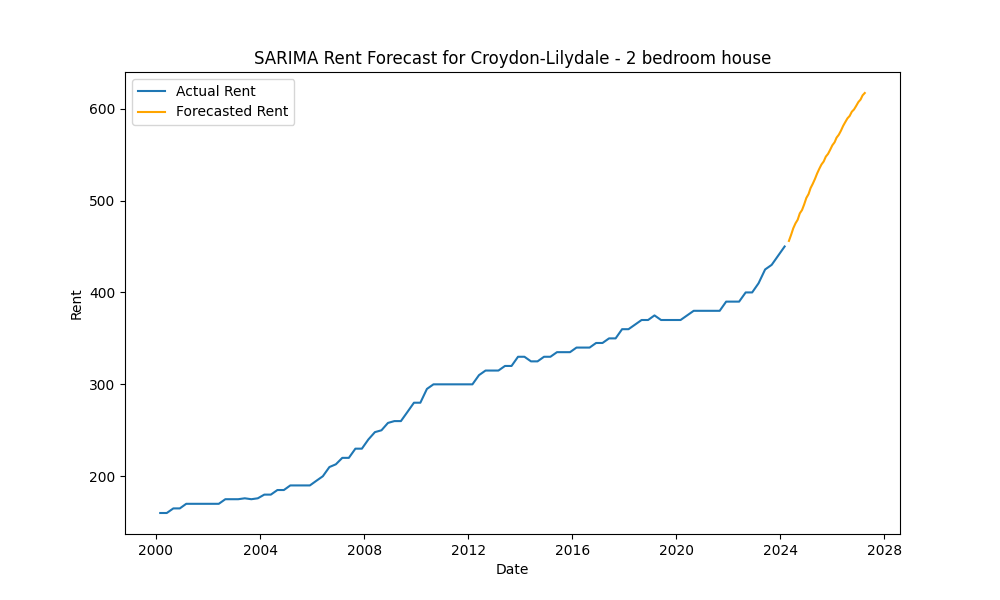 SARIMA Rent Forecast for Croydon-Lilydale - 2 bedroom house
Actual Rent
Forecasted Rent
600
500
400
300
200
Rent
2000 2004 2008 2012 2016 2020 2024 2028
Date